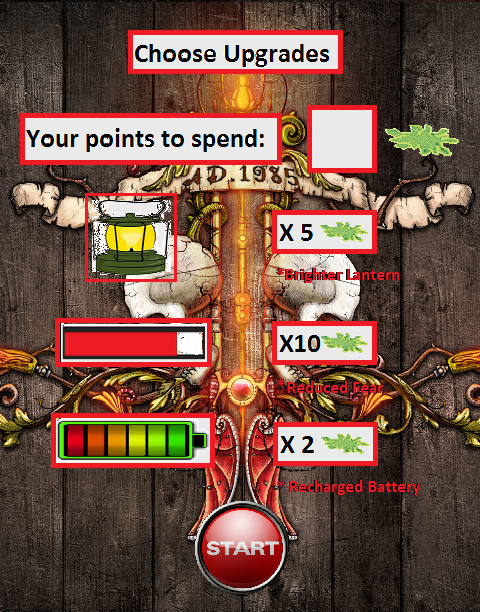 Choose Upgrades
Your points to spend:
A.D. 1985
X 5
*Brighter Lantern
X10
* Reduced Fear
X 2
* Recharged Battery
START